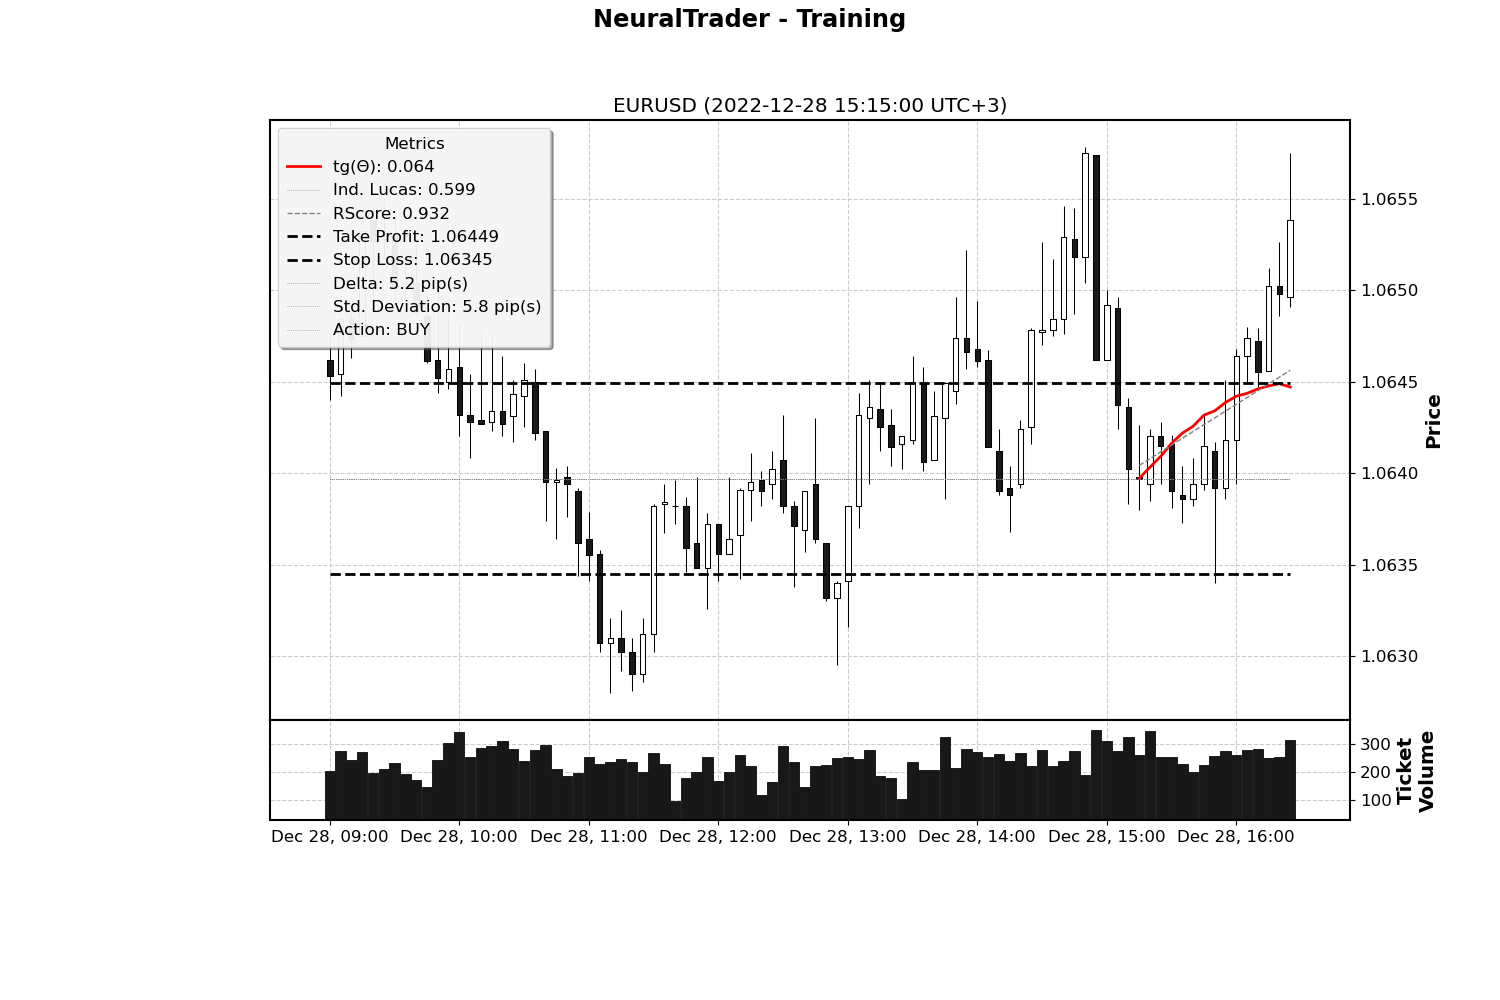 NeuralTrader - Training
EURUSD (2022-12-28 15:15:00 UTC+3)
Metrics
tg(Θ): 0.064
Ind. Lucas: 0.599
RScore: 0.932
Take Profit: 1.06449
Stop Loss: 1.06345
Delta: 5.2 pip(s)
Std. Deviation: 5.8 pip(s)
Action: BUY
1.0655
1.0650
1.0645
1.0640
1.0635
1.0630
Price
300
200
100
Ticket
Volume
Dec 28, 09:00 Dec 28, 10:00 Dec 28, 11:00 Dec 28, 12:00 Dec 28, 13:00 Dec 28, 14:00 Dec 28, 15:00 Dec 28, 16:00